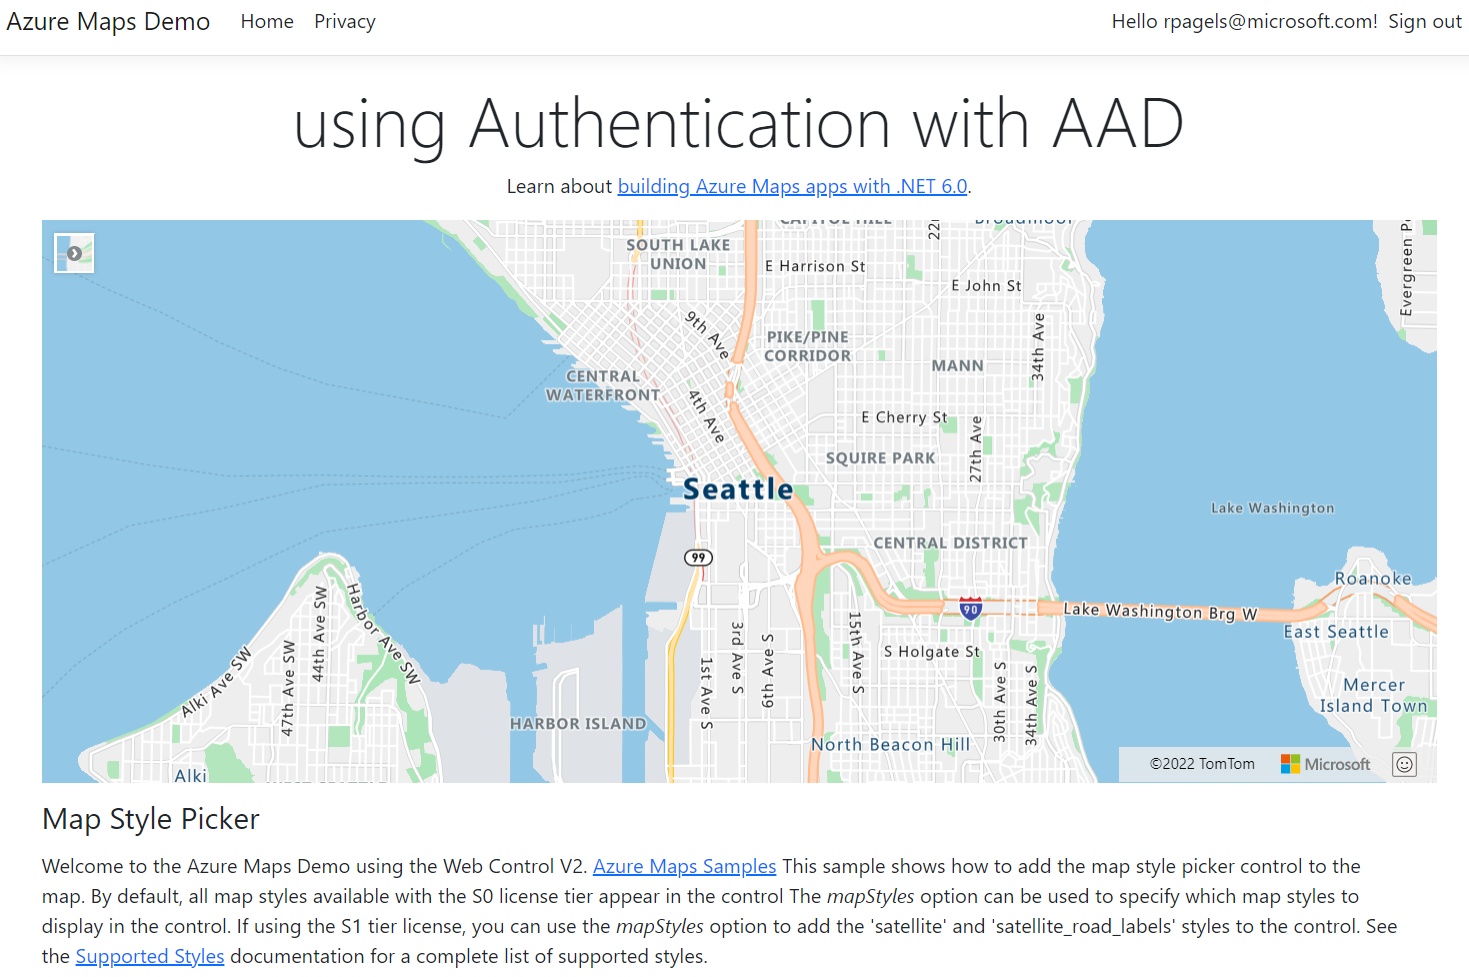 Azure Maps Demo Home Privacy Hello rpagels@microsoft.com! Sign out
using Authentication with AAD
Learn about building Azure Maps apps with .NET 6.0.
CAPITOL HILL
Broadmoor
SOUTH LAKE
UNION
E Harrison St
E John St
Evergreen P
9th Ave
PIKE/PINE
CORRIDOR
34th Ave
MANN
CENTRAL
WATERFRONT
4th Ave
E Cherry St
27th Ave
SQUIRE PARK
Seattle
Lake Washington
CENTRAL DISTRICT
99
Roanoke
90
Lake Washington Brg W
East Seattle
Harbor Ave SW
44th Ave SW
47th Ave SW
Alki Ave SW
15th Ave S
S Holgate St
3rd Ave S
6th Ave S
1st Ave S
30th Ave S
34th Ave S
Mercer
Island Town
HARBOR ISLAND
North Beacon Hill
Alki
©2022 TomTom Microsoft
Map Style Picker
Welcome to the Azure Maps Demo using the Web Control V2. Azure Maps Samples This sample shows how to add the map style picker control to the
map. By default, all map styles available with the S0 license tier appear in the control The mapStyles option can be used to specify which map styles to
display in the control. If using the S1 tier license, you can use the mapStyles option to add the 'satellite' and 'satellite_road_labels' styles to the control. See
the Supported Styles documentation for a complete list of supported styles.